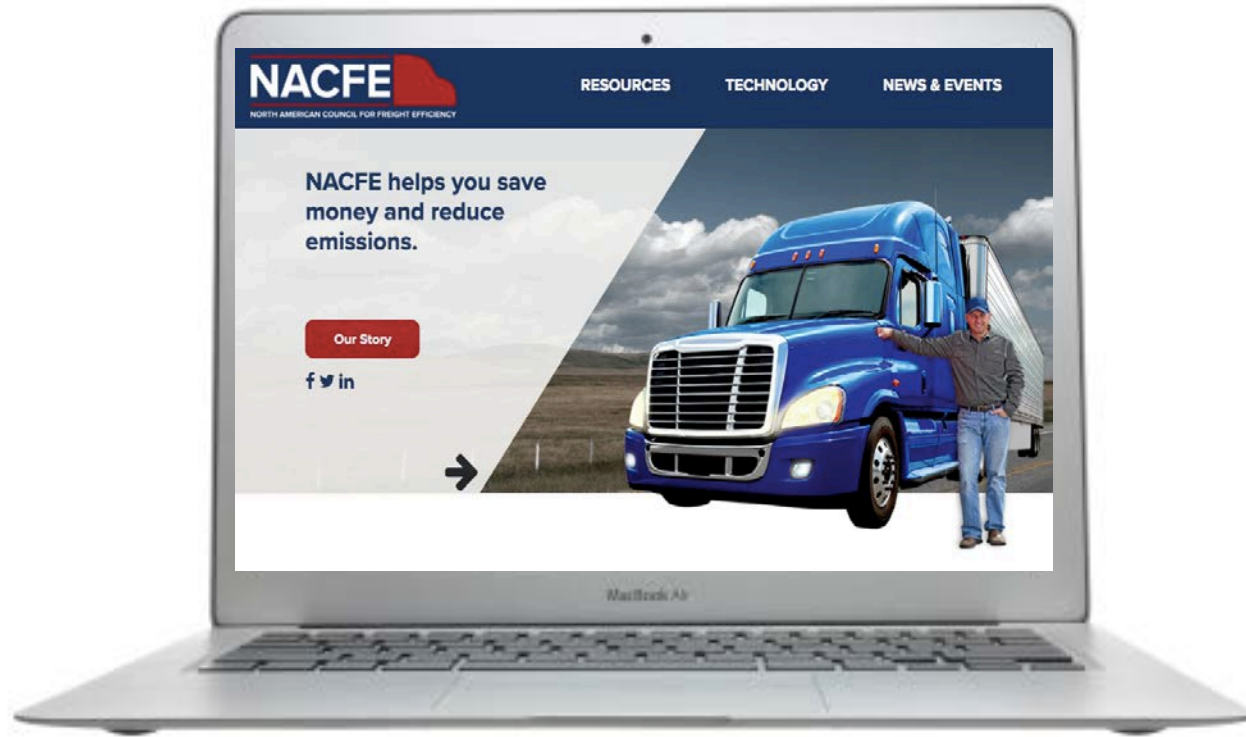 NACFE
NORTH AMERICAN COUNCIL FOR FREIGHT EFFICIENCY
RESOURCES TECHNOLOGY NEWS & EVENTS
NACFE helps you save
money and reduce
emissions.
Our Story
MacBook Air